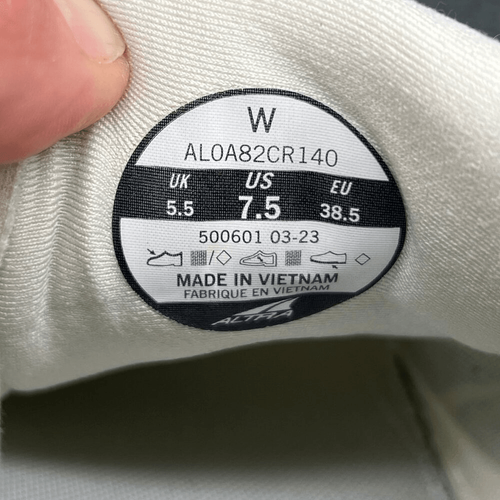 W
AL0A82CR140
UK US EU
5.5 7.5 38.5
500601 03-23
MADE IN VIETNAM
FABRIQUE EN VIETNAM
ALTRA